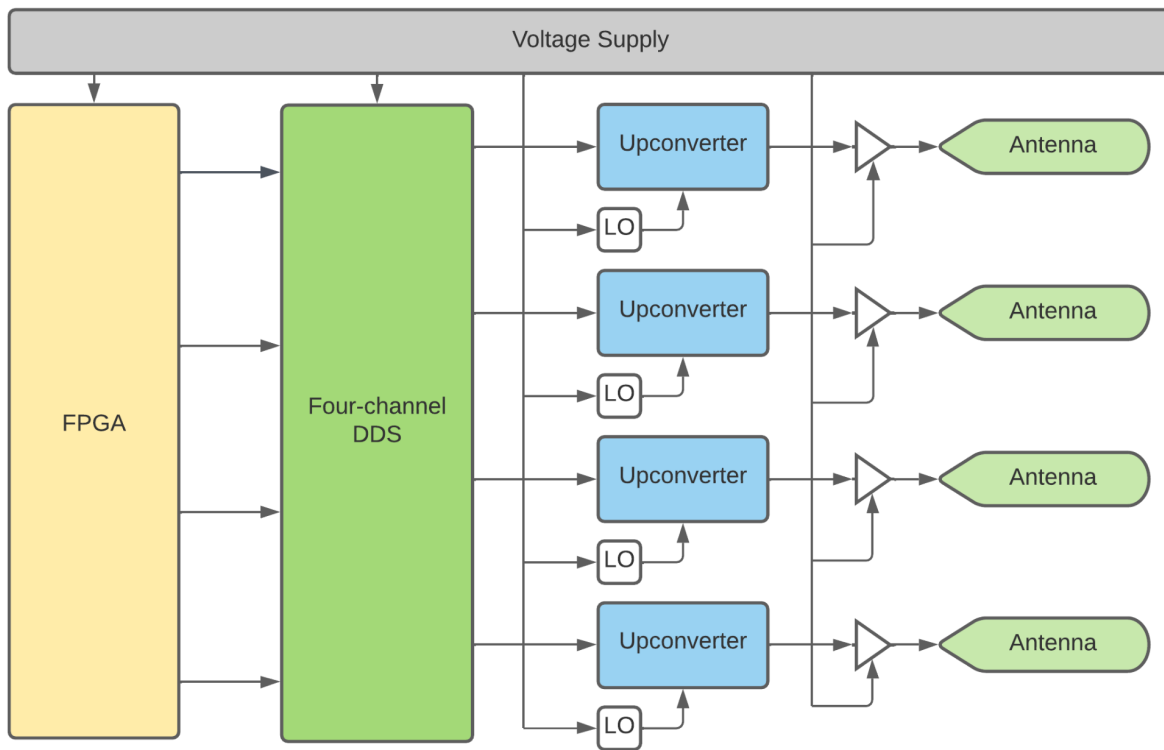 Voltage Supply
FPGA
Four-channel
DDS
Upconverter
LO
Antenna
Upconverter
LO
Antenna
Upconverter
LO
Antenna
Upconverter
LO
Antenna